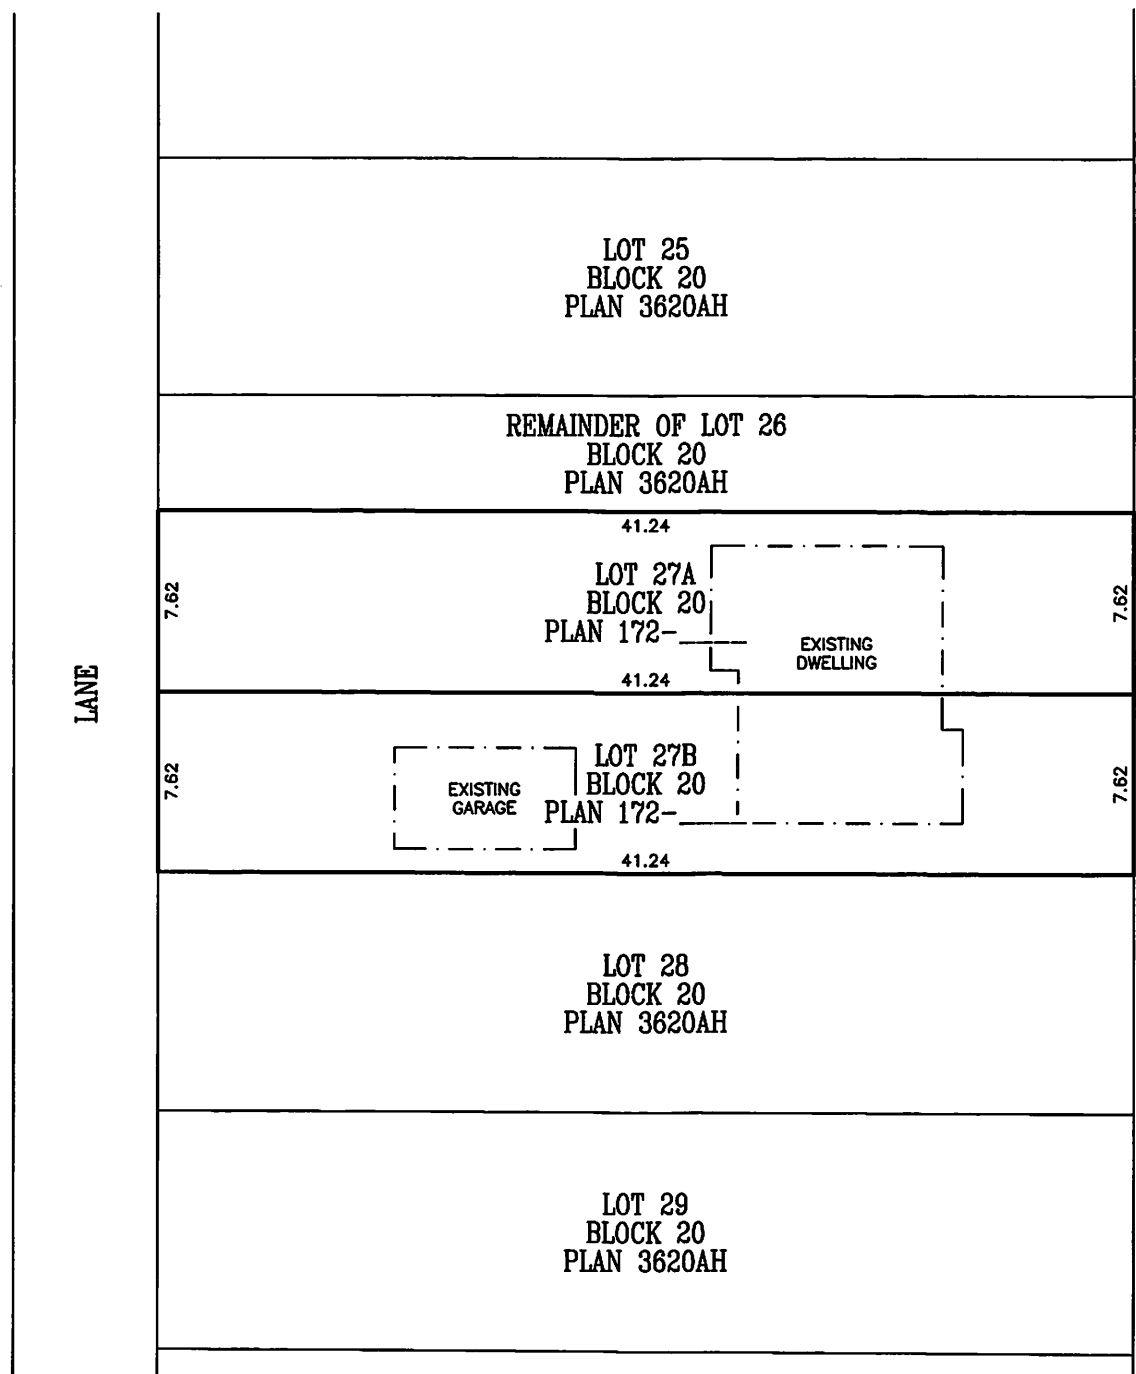 LOT 25
BLOCK 20
PLAN 3620AH
REMAINDER OF LOT 26
BLOCK 20
PLAN 3620AH
41.24
7.62
LOT 27A
BLOCK 20
PLAN 172-
EXISTING
DWELLING
7.62
41.24
LANE
7.62
EXISTING
GARAGE
LOT 27B
BLOCK 20
PLAN 172-
7.62
41.24
LOT 28
BLOCK 20
PLAN 3620AH
LOT 29
BLOCK 20
PLAN 3620AH